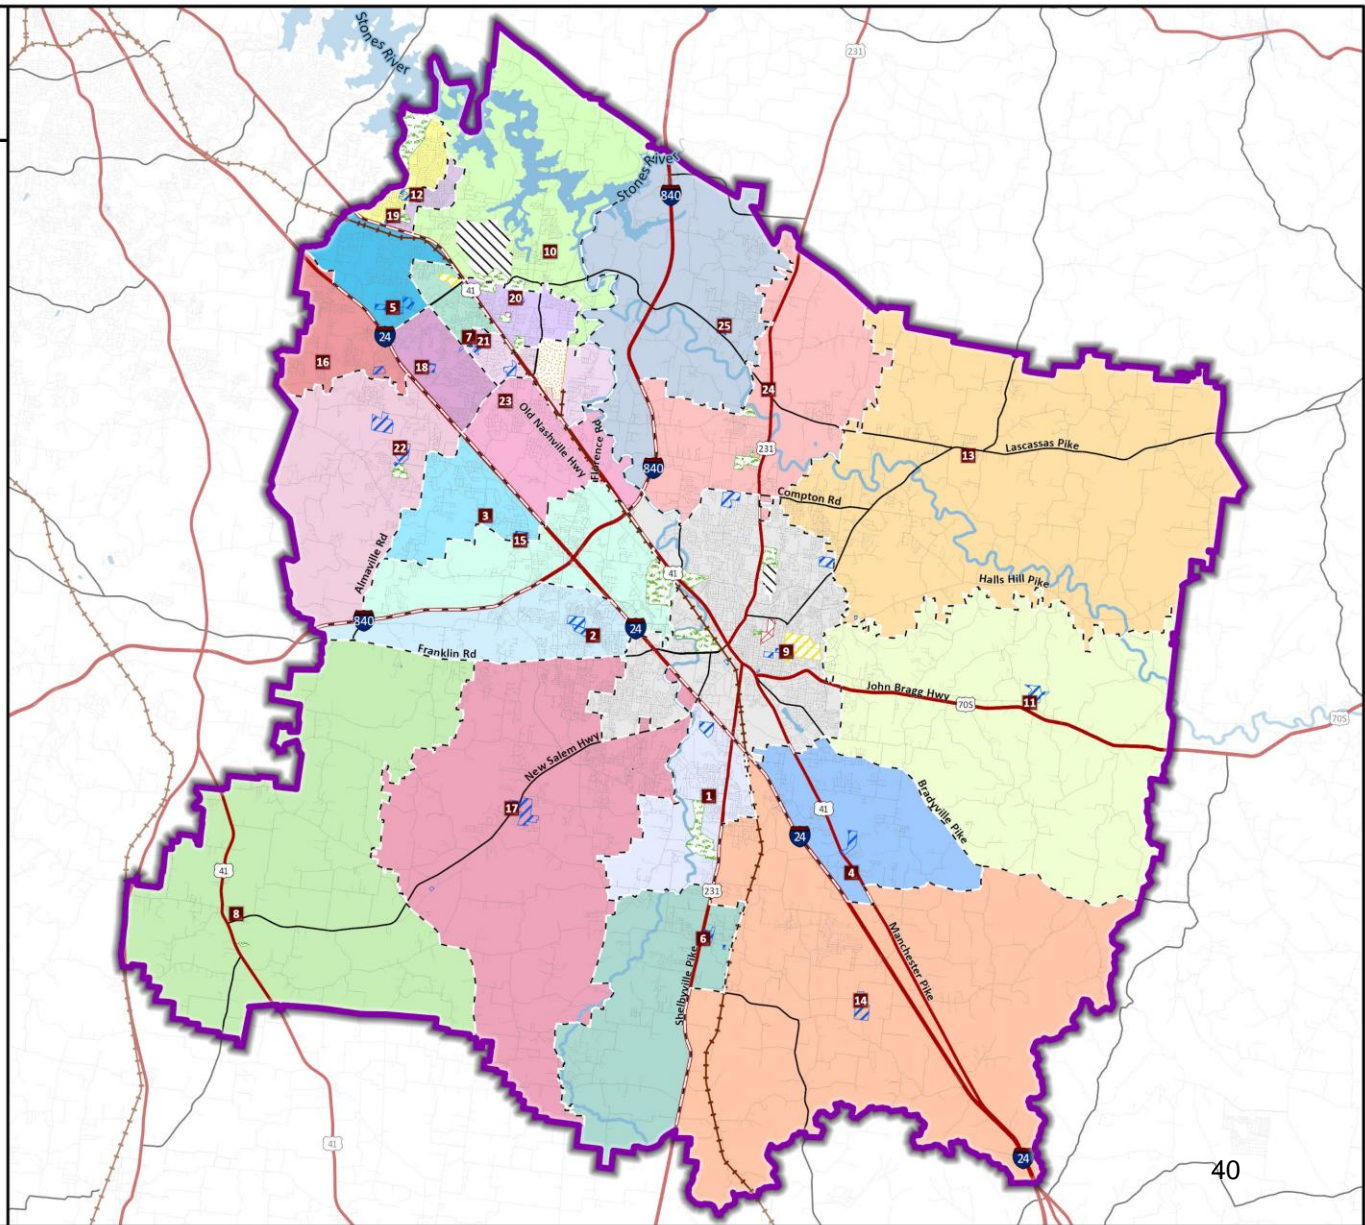 Stones River
231
840
Stones River
12
19
10
41
20
5
24
7
21
25
16
18
24
23
Old Nashville Hwy
Florence Rd
22
231
Lascassas Pike
13
840
Compton Rd
3
15
Almaville Rd
41
Halls Hill Pike
840
24
2
Franklin Rd
9
John Bragg Hwy
70S
11
70S
New Salem Hwy
1
17
41
24
Bradyville Pike
41
4
231
8
6
Shelbyville Pike
Manchester Pike
14
41
24
40